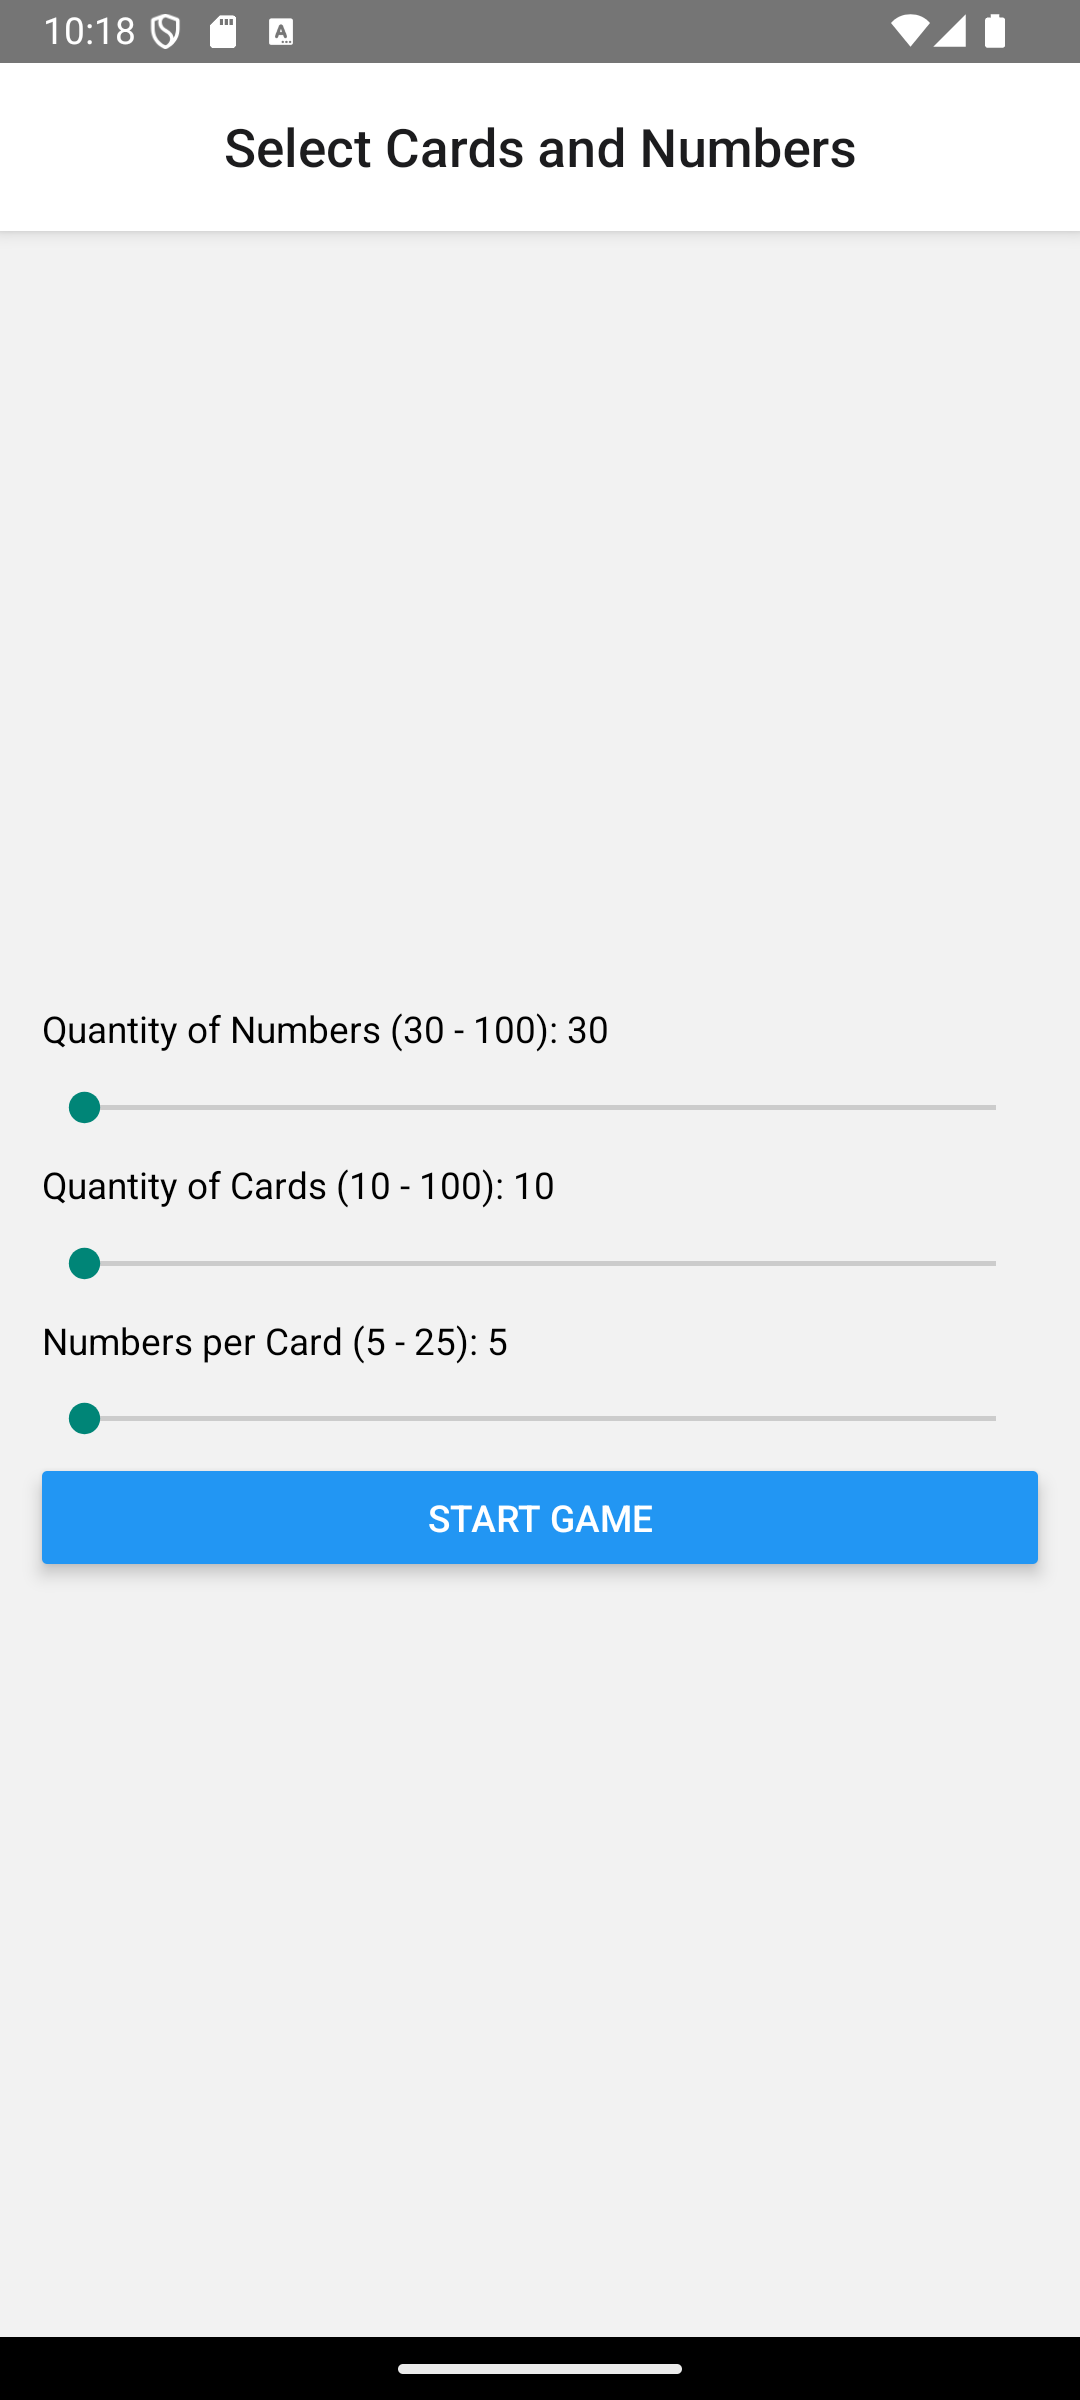 10:18
Select Cards and Numbers
Quantity of Numbers (30 - 100): 30
Quantity of Cards (10 - 100): 10
Numbers per Card (5 - 25): 5
START GAME